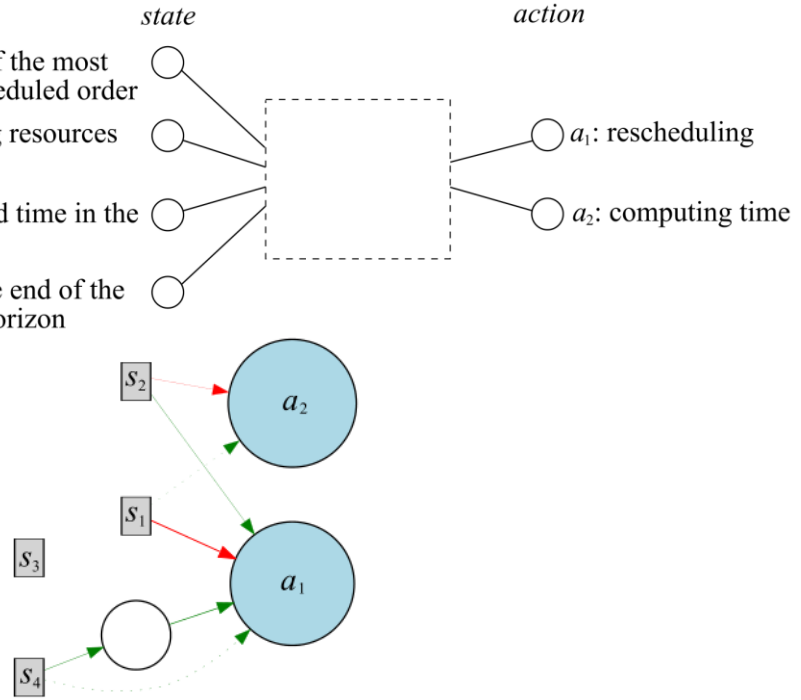 state
action
f the most
eduled order
g resources
d time in the
e end of the
orizon
a₁: rescheduling
a₂: computing time
s₂
a₂
s₁
s₃
a₁
s₄